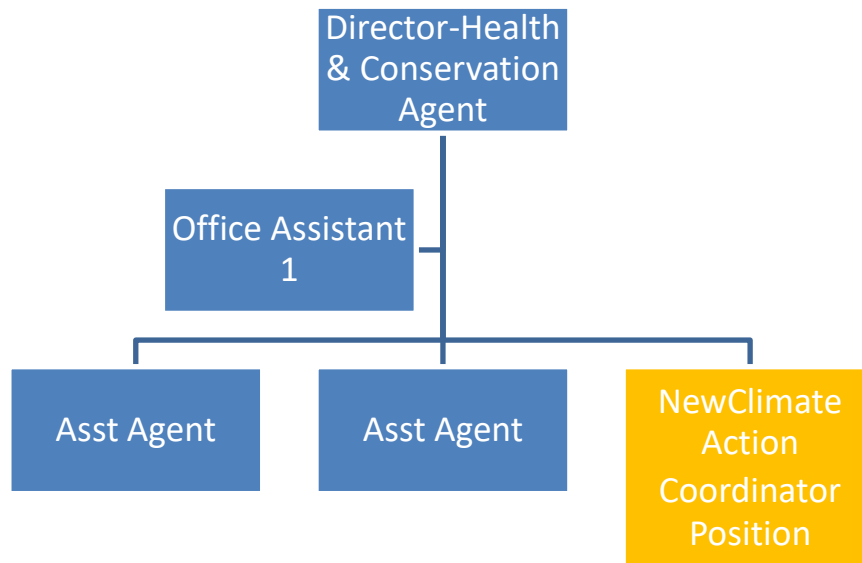 Director-Health
& Conservation
Agent
Office Assistant
1
Asst Agent
Asst Agent
NewClimate
Action
Coordinator
Position